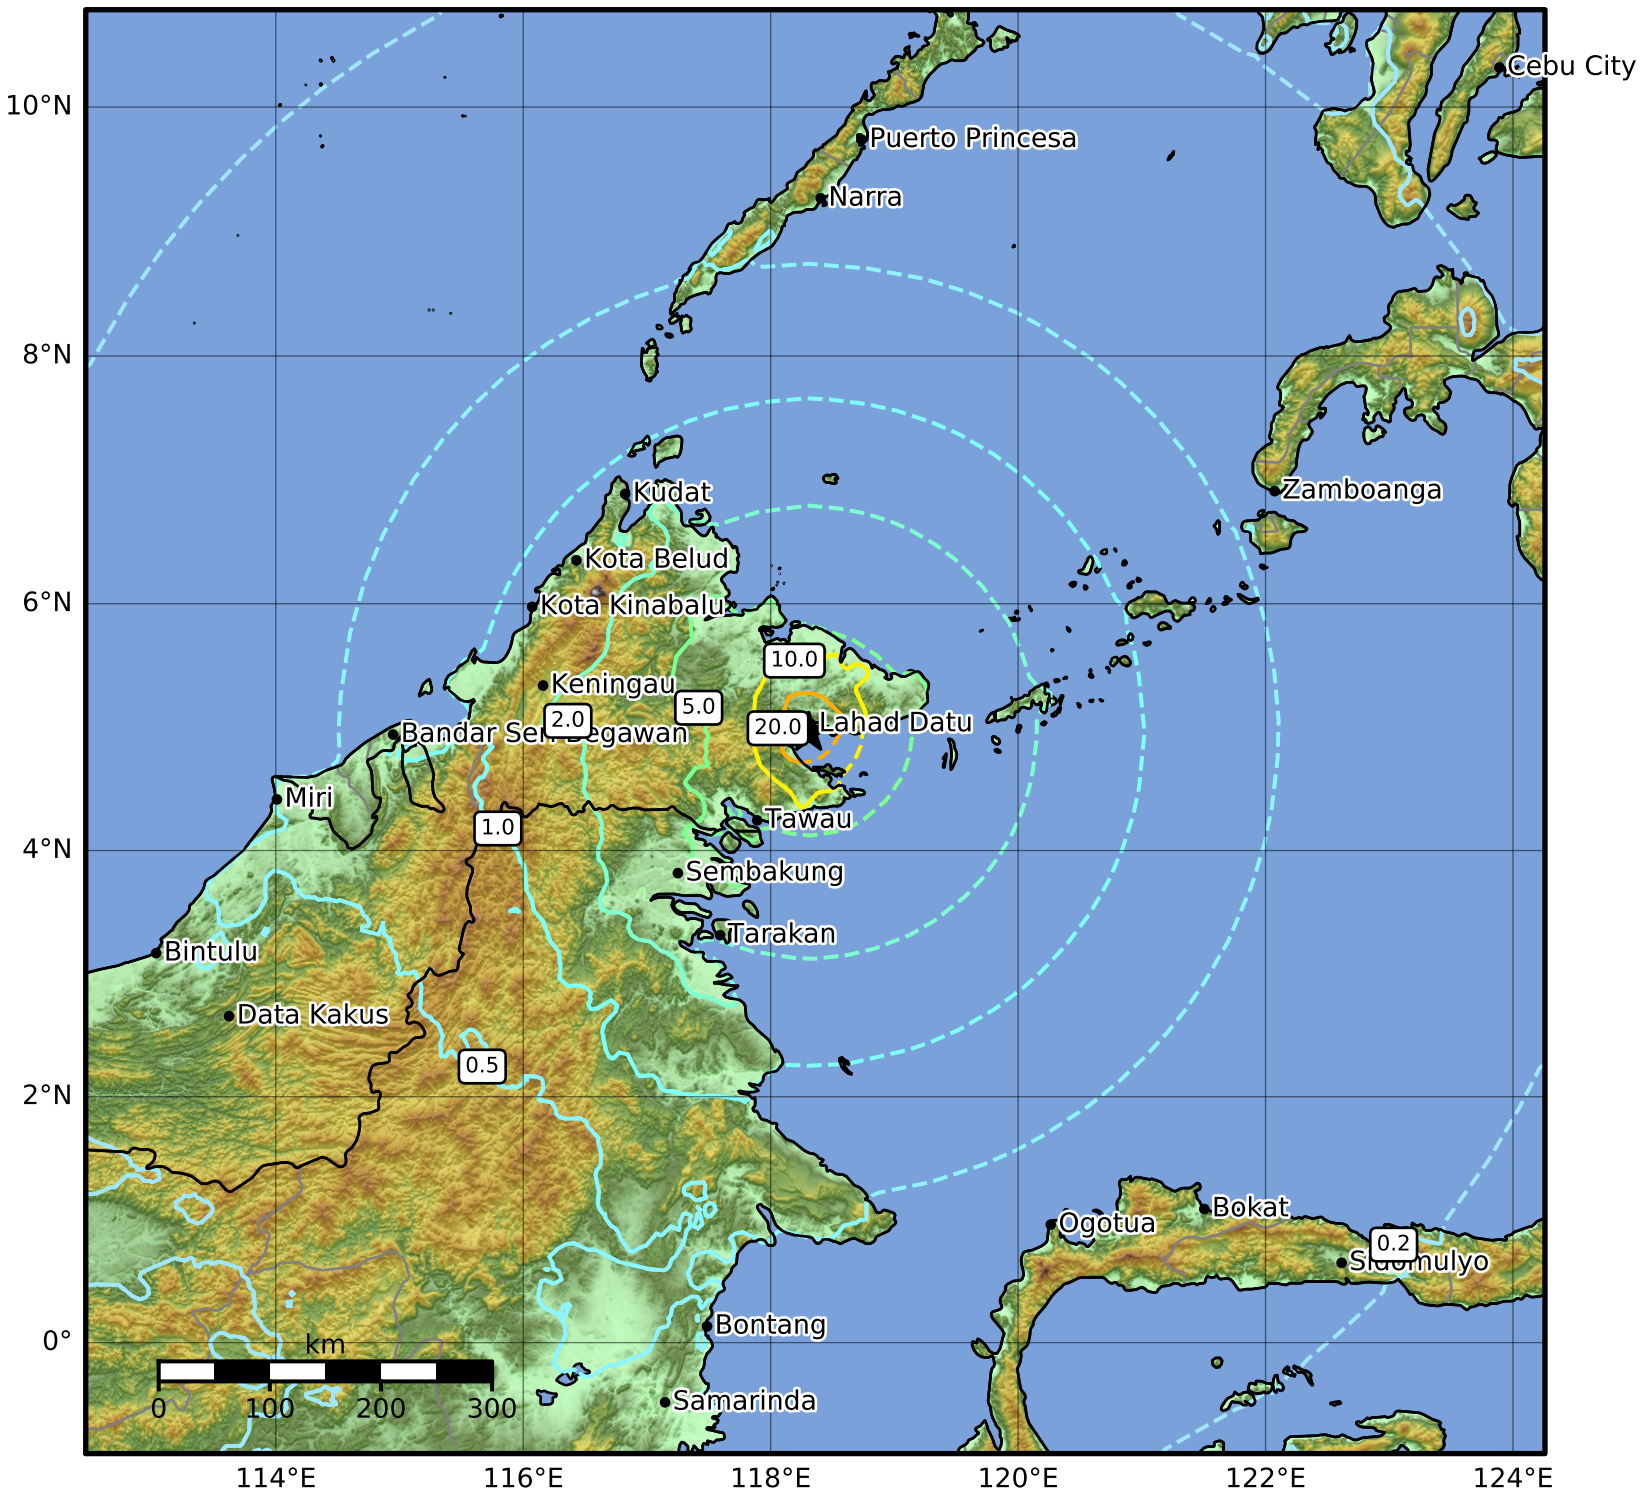 Cebu City
10°N
Puerto Princesa
Narra
8°N
Kudat
Zamboanga
Kota Belud
6°N
Kota Kinabalu
10.0
Keningau
5.0
2.0
20.0
Lahad Datu
Bandar Seri Begawan
Miri
Tawau
1.0
4°N
Sembakung
Tarakan
Bintulu
Data Kakus
0.5
2°N
Bokat
Ogotua
0.2
Sidomulyo
Bontang
0°
km
Samarinda
0 100 200 300
114°E 116°E 118°E 120°E 122°E 124°E